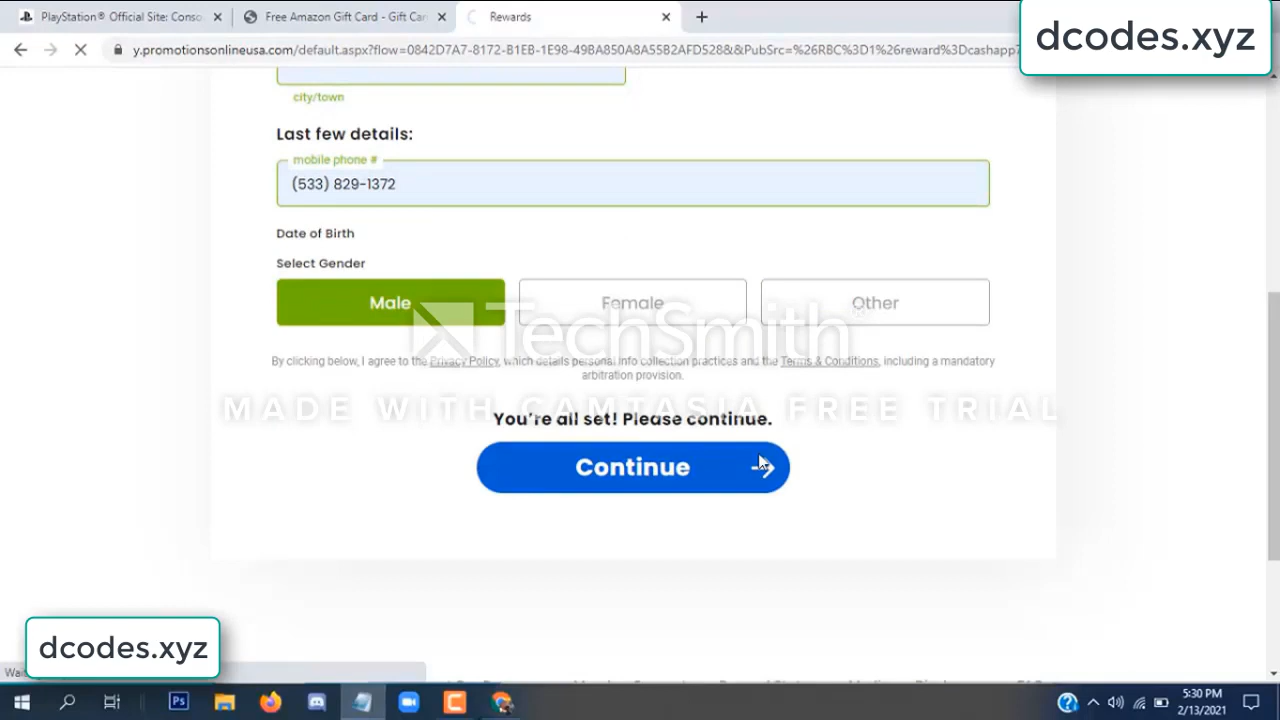 PlayStation® Official Site: Conso
Free Amazon Gift Card - Gift Car
Rewards
y.promotionsonlineusa.com/default.aspx?flow=0842D7A7-8172-B1EB-1E98-49BA850A8A55B2AFD528&&PubSrc=%26RBC%3D1%26reward%3Dcashapp
dcodes.xyz
city/town
Last few details:
mobile phone #
(533) 829-1372
Date of Birth
Select Gender
Male
Female
Other
TechSmith
By clicking below, I agree to the Privacy Policy, which details personal info collection practices and the Terms & Conditions, including a mandatory
arbitration provision.
MADE WITH CAMTASIA FREE TRIAL
You're all set! Please continue.
Continue
dcodes.xyz
5:30 PM
2/13/2021